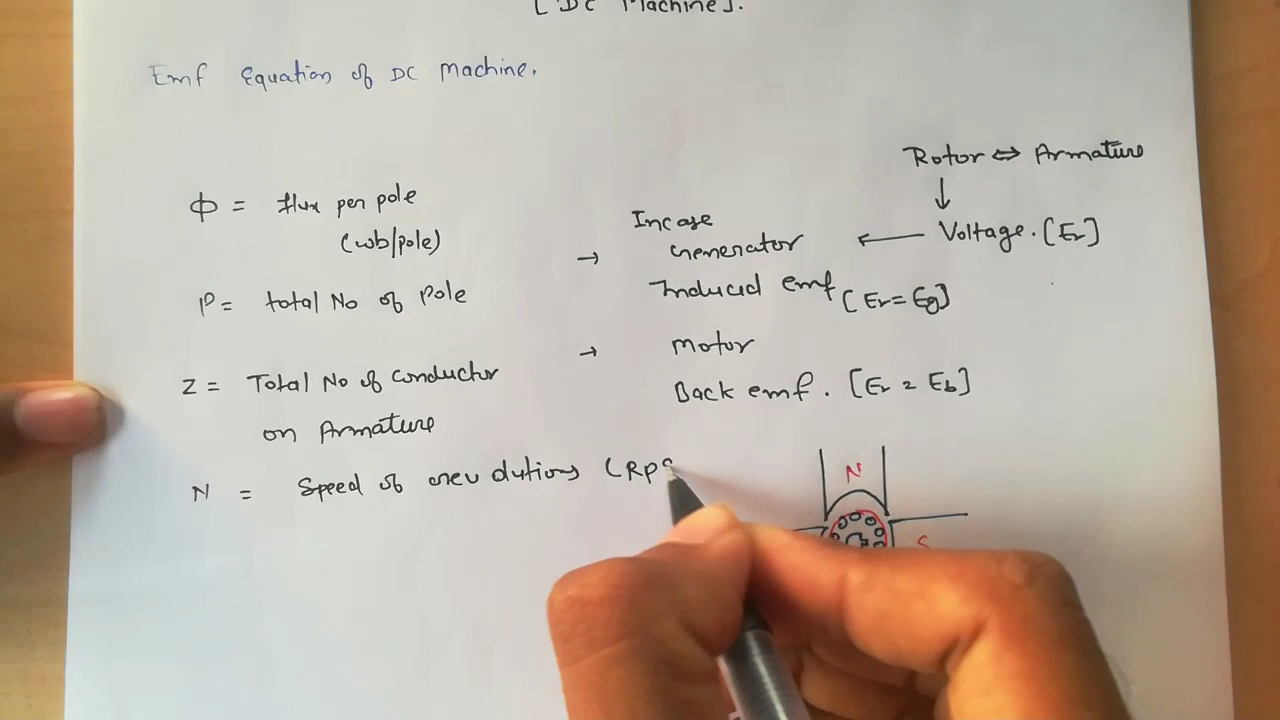 [ DC Machine].
Emf Equation of DC Machine.
Rotor ⇔ Armature
↓
Φ = flux per pole
(wb/pole)
→ Incase
Generator ← Voltage. [Er]
Induced emf [Er = Eg]
P = total No of Pole
→ Motor
Back emf. [Er = Eb]
Z = Total No of conductor
on Armature
N = Speed of (RPS
N
S